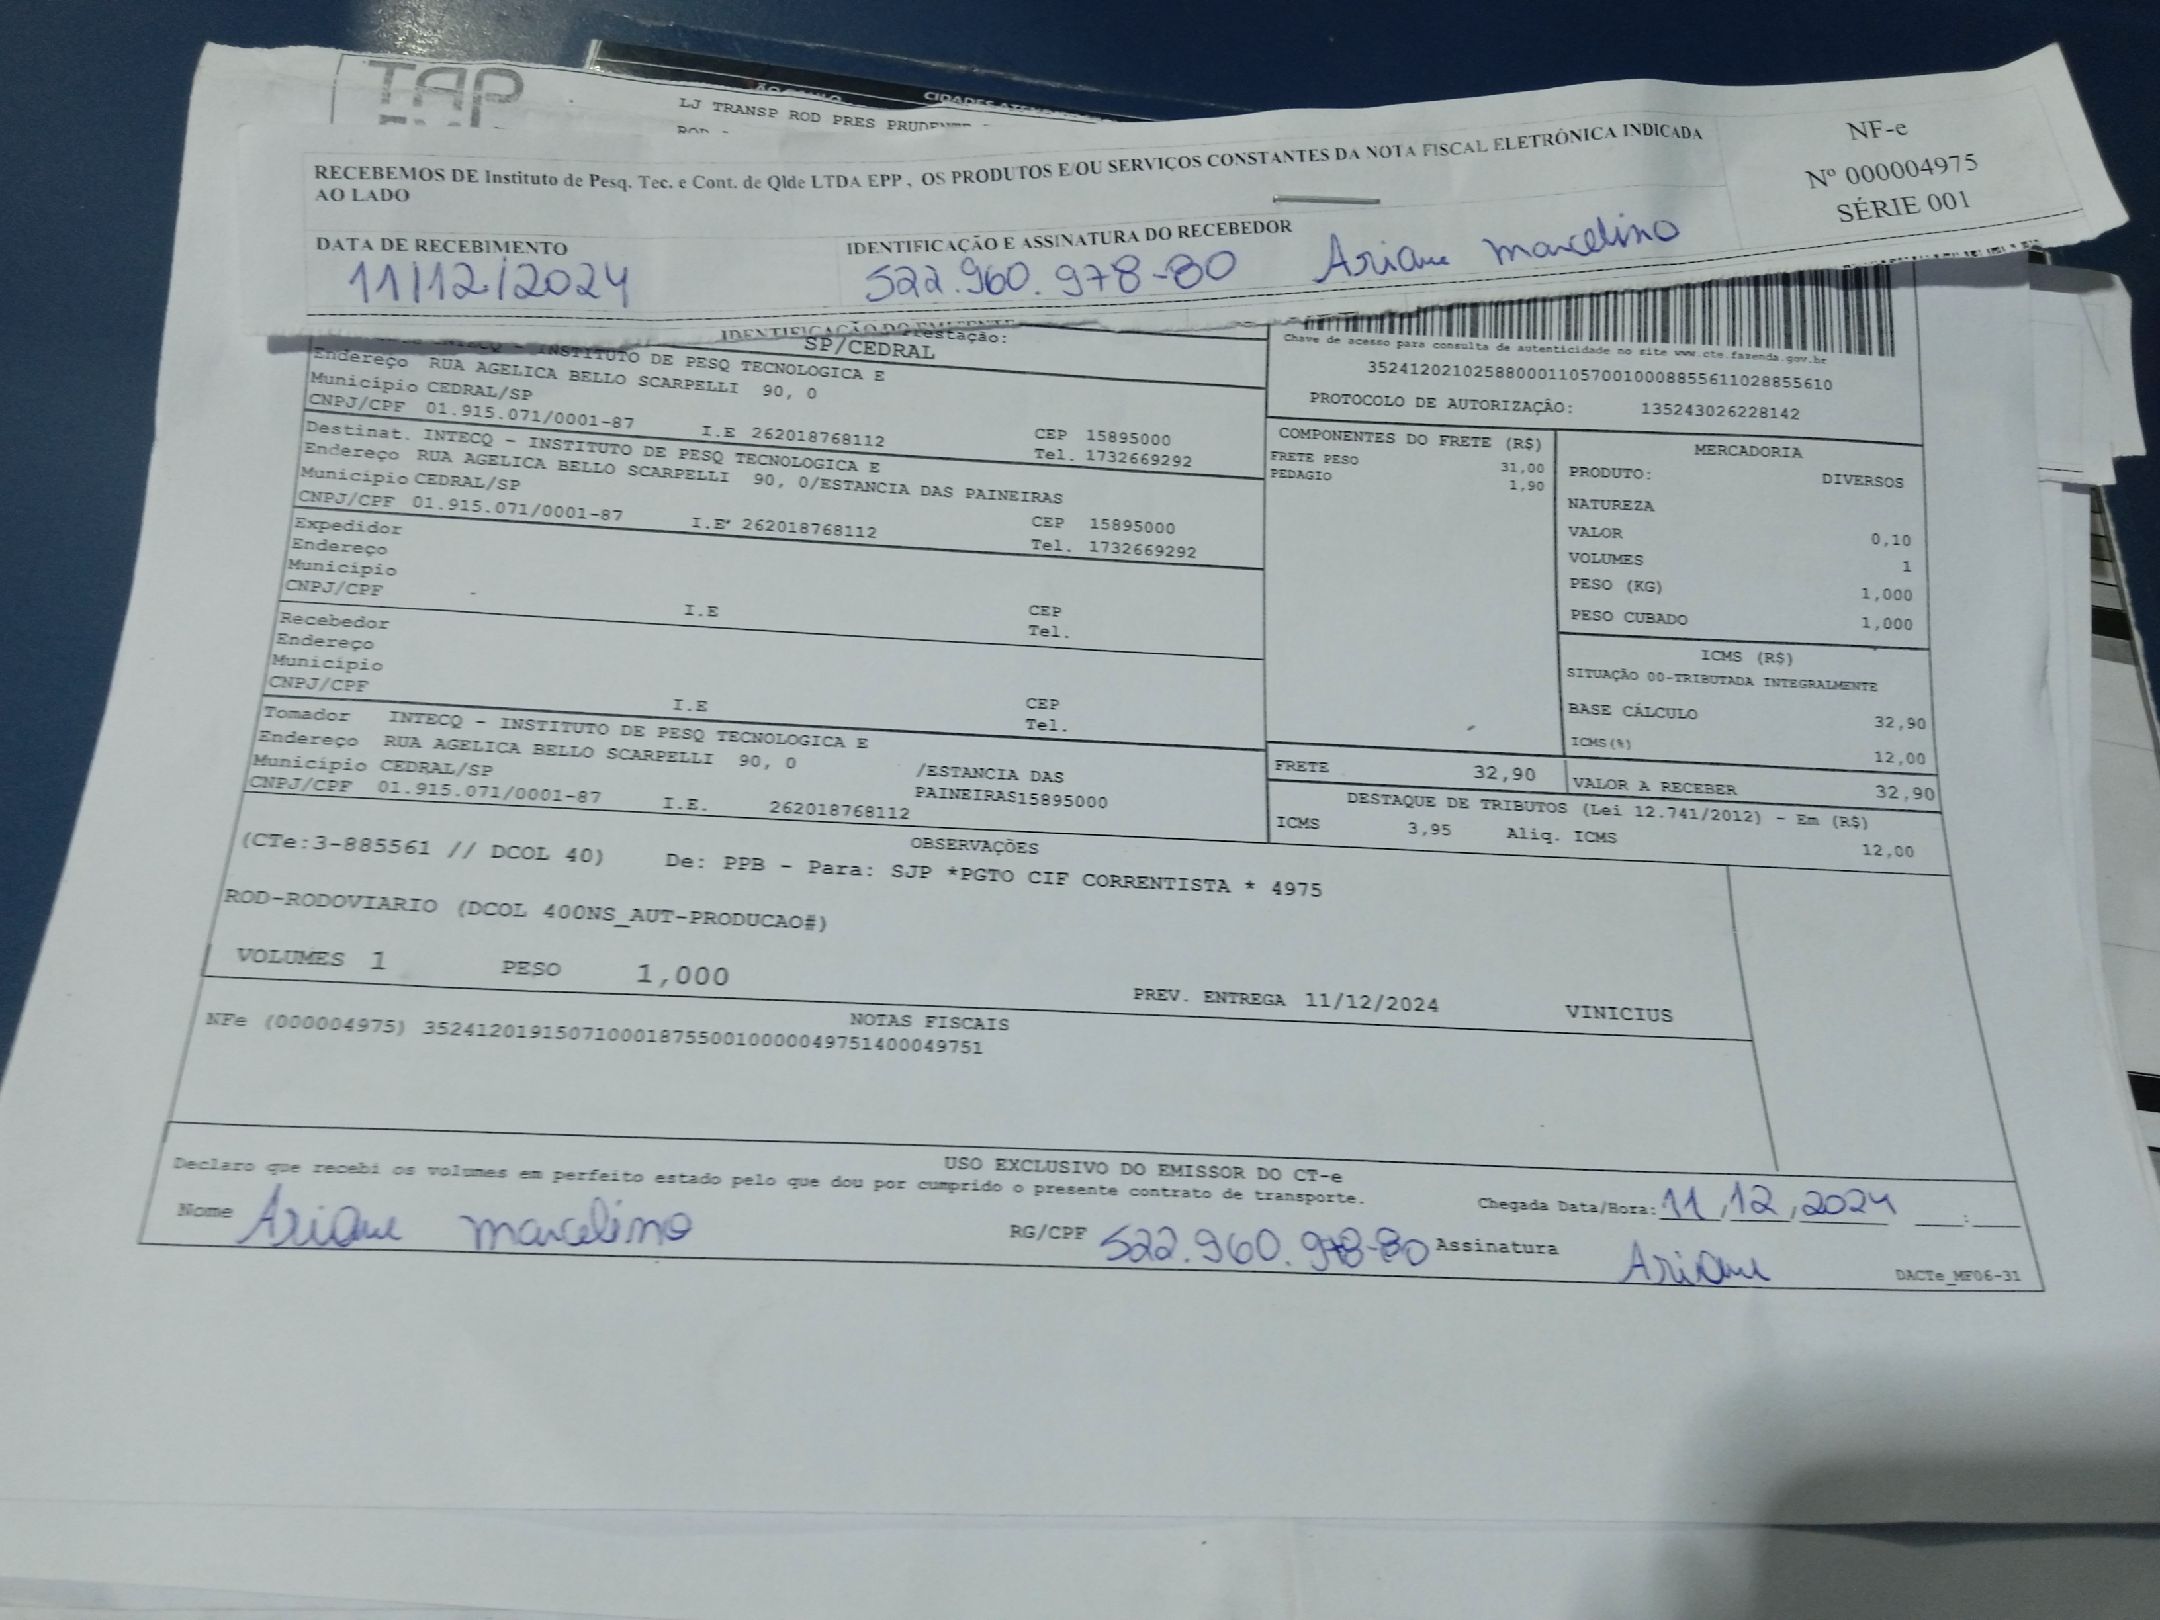 TAP
LJ TRANSP ROD PRES PRUDENTE
CIDADES
RECEBEMOS DE Instituto de Pesq. Tec. e Cont. de Qlde LTDA EPP , OS PRODUTOS E/OU SERVIÇOS CONSTANTES DA NOTA FISCAL ELETRÔNICA INDICADA
AO LADO
NF-e
Nº 000004975
SÉRIE 001
DATA DE RECEBIMENTO
11/12/2024
IDENTIFICAÇÃO E ASSINATURA DO RECEBEDOR
522.960.978-80 Ariane Marcelino
IDENTIFICAÇÃO DO EMITENTE
estação:
SP/CEDRAL
INTECQ - INSTITUTO DE PESQ TECNOLOGICA E
Endereço RUA AGELICA BELLO SCARPELLI 90, 0
Município CEDRAL/SP
CNPJ/CPF 01.915.071/0001-87 I.E 262018768112 CEP 15895000
Tel. 1732669292
Destinat. INTECQ - INSTITUTO DE PESQ TECNOLOGICA E
Endereço RUA AGELICA BELLO SCARPELLI 90, 0/ESTANCIA DAS PAINEIRAS
Município CEDRAL/SP
CNPJ/CPF 01.915.071/0001-87 I.E 262018768112 CEP 15895000
Tel. 1732669292
Expedidor
Endereço
Município
CNPJ/CPF I.E CEP
Tel.
Recebedor
Endereço
Município
CNPJ/CPF I.E CEP
Tel.
Tomador INTECQ - INSTITUTO DE PESQ TECNOLOGICA E
Endereço RUA AGELICA BELLO SCARPELLI 90, 0 /ESTANCIA DAS
Município CEDRAL/SP PAINEIRAS15895000
CNPJ/CPF 01.915.071/0001-87 I.E. 262018768112
Chave de acesso para consulta de autenticidade no site www.cte.fazenda.gov.br
35241202102588000110570010008855611028855610
PROTOCOLO DE AUTORIZAÇÃO: 135243026228142
COMPONENTES DO FRETE (R$)
FRETE PESO 31,00
PEDAGIO 1,90
MERCADORIA
PRODUTO: DIVERSOS
NATUREZA
VALOR 0,10
VOLUMES 1
PESO (KG) 1,000
PESO CUBADO 1,000
ICMS (R$)
SITUAÇÃO 00-TRIBUTADA INTEGRALMENTE
BASE CÁLCULO 32,90
ICMS(%) 12,00
FRETE 32,90 VALOR A RECEBER 32,90
DESTAQUE DE TRIBUTOS (Lei 12.741/2012) - Em (R$)
ICMS 3,95 Aliq. ICMS 12,00
OBSERVAÇÕES
(CTe:3-885561 // DCOL 40) De: PPB - Para: SJP *PGTO CIF CORRENTISTA * 4975
ROD-RODOVIARIO (DCOL 400NS_AUT-PRODUCAO#)
VOLUMES 1 PESO 1,000 PREV. ENTREGA 11/12/2024 VINICIUS
NOTAS FISCAIS
NFe (000004975) 35241201915071000187550010000049751400049751
USO EXCLUSIVO DO EMISSOR DO CT-e
Declaro que recebi os volumes em perfeito estado pelo que dou por cumprido o presente contrato de transporte.
Chegada Data/Hora: 11,12,2024 ___:___
Nome Ariane Marcelino RG/CPF 522.960.978-80 Assinatura Ariane
DACTe_MF06-31